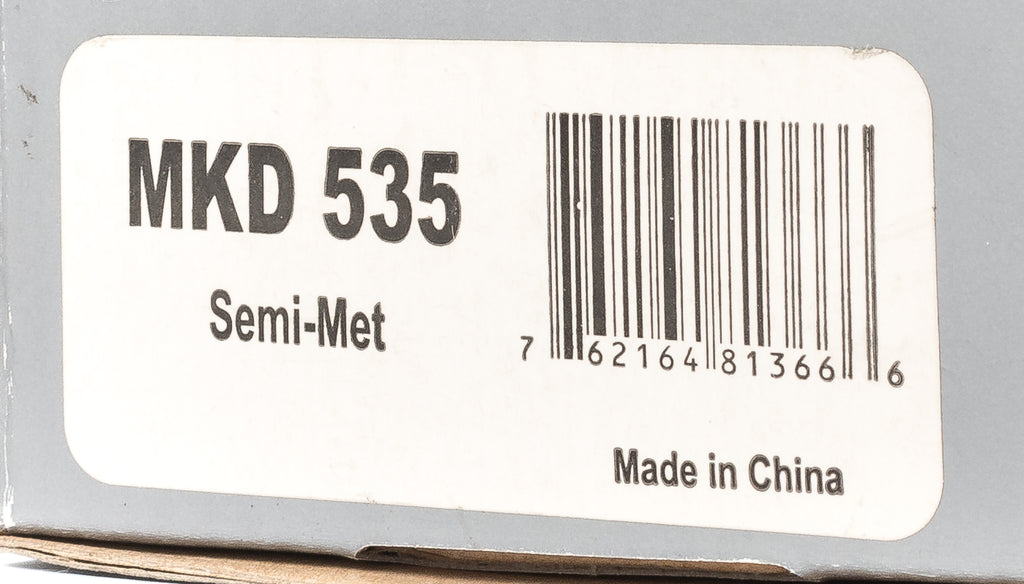 MKD 535
Semi-Met
7 62164 81366 6
Made in China